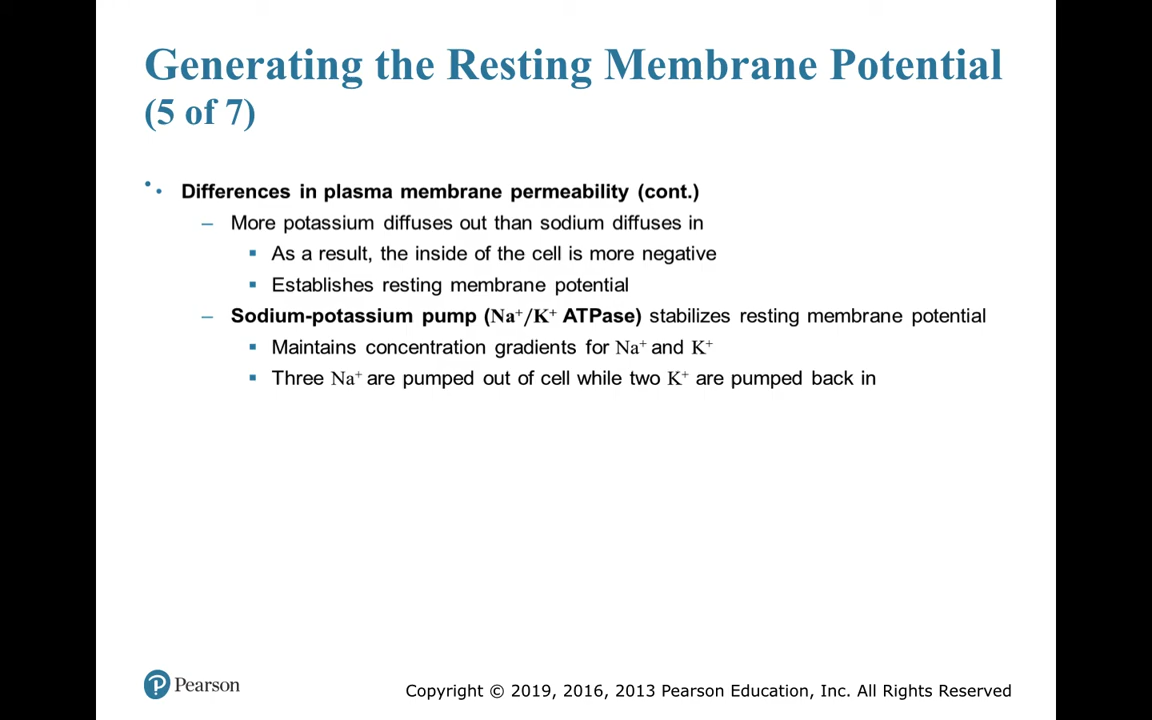 Generating the Resting Membrane Potential
(5 of 7)
• • Differences in plasma membrane permeability (cont.)
– More potassium diffuses out than sodium diffuses in
▪ As a result, the inside of the cell is more negative
▪ Establishes resting membrane potential
– Sodium-potassium pump (Na⁺/K⁺ ATPase) stabilizes resting membrane potential
▪ Maintains concentration gradients for Na⁺ and K⁺
▪ Three Na⁺ are pumped out of cell while two K⁺ are pumped back in
Pearson
Copyright © 2019, 2016, 2013 Pearson Education, Inc. All Rights Reserved